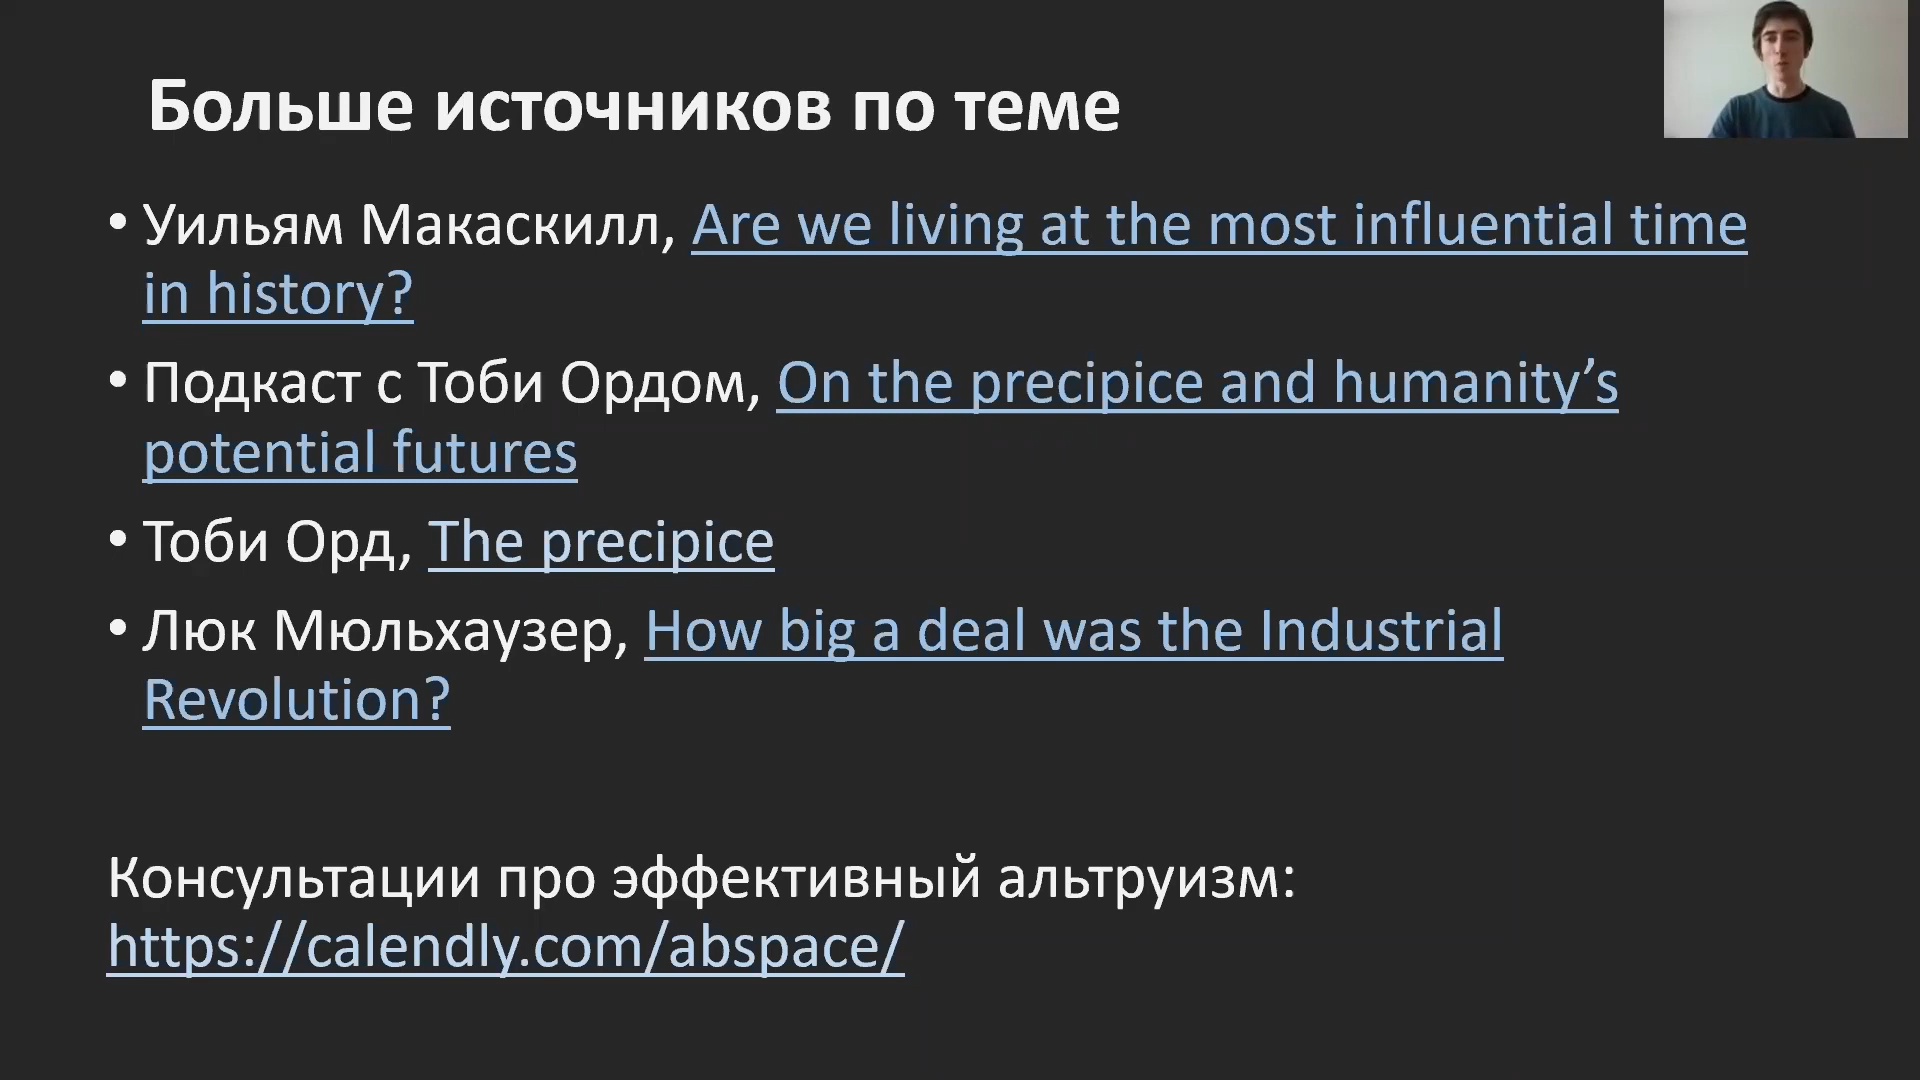 Больше источников по теме
• Уильям Макаскилл, Are we living at the most influential time
in history?
• Подкаст с Тоби Ордом, On the precipice and humanity’s
potential futures
• Тоби Орд, The precipice
• Люк Мюльхаузер, How big a deal was the Industrial
Revolution?
Консультации про эффективный альтруизм:
https://calendly.com/abspace/